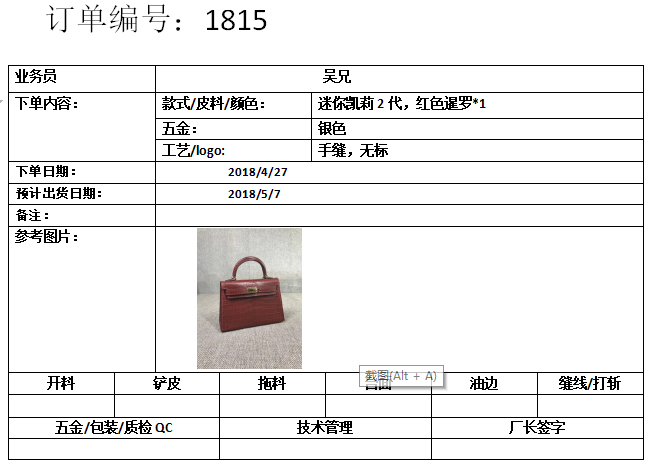 订单编号：1815
业务员 吴兄
下单内容： 款式/皮料/颜色： 迷你凯莉2代，红色暹罗*1
五金： 银色
工艺/logo: 手缝，无标
下单日期： 2018/4/27
预计出货日期： 2018/5/7
备注：
参考图片：
截图(Alt + A)
开料 铲皮 拖料 油边 缝线/打斩
五金/包装/质检QC 技术管理 厂长签字